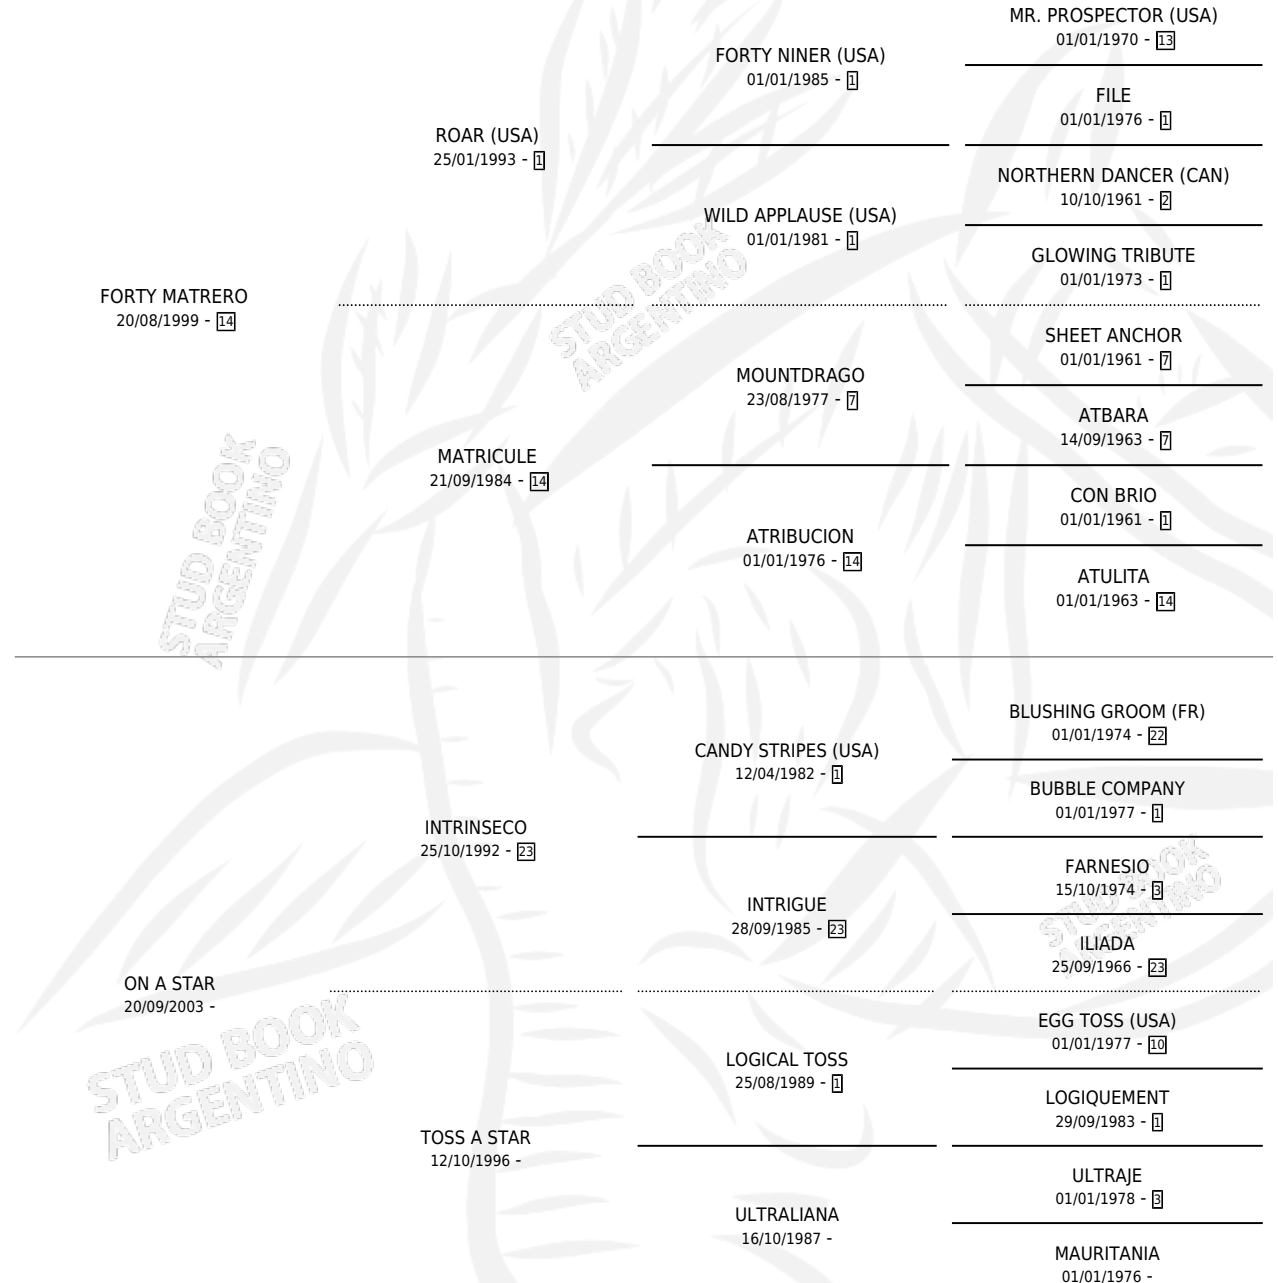 MR. PROSPECTOR (USA)
01/01/1970 - 13
FORTY NINER (USA)
01/01/1985 - 1
FILE
01/01/1976 - 1
ROAR (USA)
25/01/1993 - 1
NORTHERN DANCER (CAN)
10/10/1961 - 2
WILD APPLAUSE (USA)
01/01/1981 - 1
GLOWING TRIBUTE
01/01/1973 - 1
FORTY MATRERO
20/08/1999 - 14
SHEET ANCHOR
01/01/1961 - 7
MOUNTDRAGO
23/08/1977 - 7
ATBARA
14/09/1963 - 7
MATRICULE
21/09/1984 - 14
CON BRIO
01/01/1961 - 1
ATRIBUCION
01/01/1976 - 14
ATULITA
01/01/1963 - 14
BLUSHING GROOM (FR)
01/01/1974 - 22
CANDY STRIPES (USA)
12/04/1982 - 1
BUBBLE COMPANY
01/01/1977 - 1
INTRINSECO
25/10/1992 - 23
FARNESIO
15/10/1974 - 3
INTRIGUE
28/09/1985 - 23
ILIADA
25/09/1966 - 23
ON A STAR
20/09/2003 -
EGG TOSS (USA)
01/01/1977 - 10
LOGICAL TOSS
25/08/1989 - 1
LOGIQUEMENT
29/09/1983 - 1
TOSS A STAR
12/10/1996 -
ULTRAJE
01/01/1978 - 3
ULTRALIANA
16/10/1987 -
MAURITANIA
01/01/1976 -
STUD BOOK
ARGENTINO
STUD BOOK
ARGENTINO
STUD BOOK
ARGENTINO
STUD BOOK
ARGENTINO